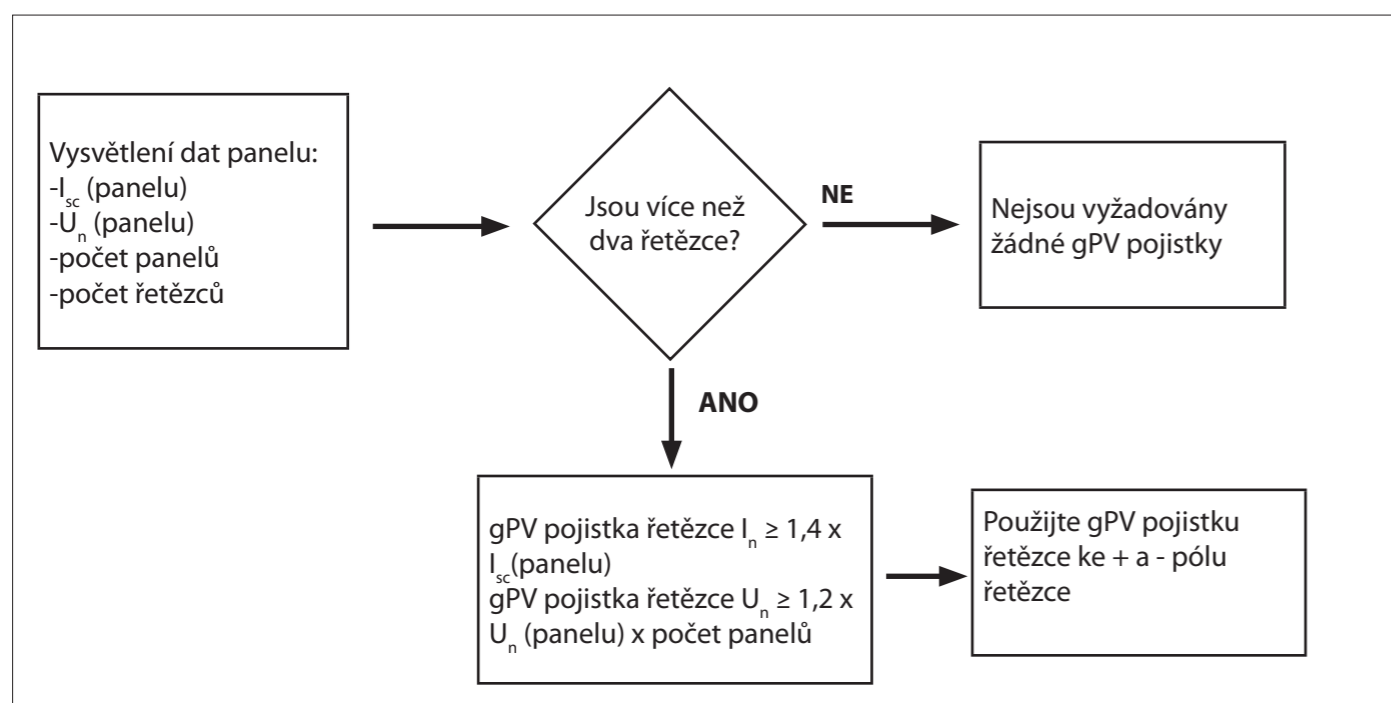 Vysvětlení dat panelu:
-Isc (panelu)
-Un (panelu)
-počet panelů
-počet řetězců
Jsou více než
dva řetězce?
NE
Nejsou vyžadovány
žádné gPV pojistky
ANO
gPV pojistka řetězce In ≥ 1,4 x
Isc(panelu)
gPV pojistka řetězce Un ≥ 1,2 x
Un (panelu) x počet panelů
Použijte gPV pojistku
řetězce ke + a - pólu
řetězce